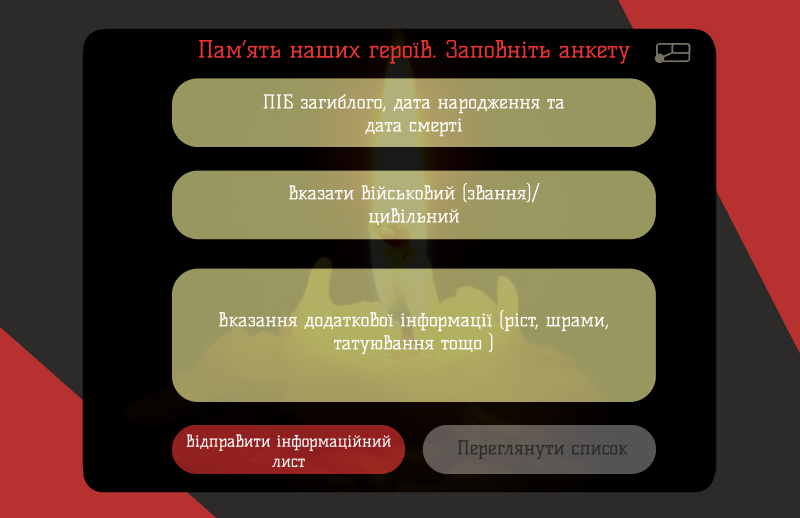 Пам’ять наших героїв. Заповніть анкету
ПІБ загиблого, дата народження та
дата смерті
Вказати військовий (звання)/
цивільний
Вказання додаткової інформації (ріст, шрами,
татуювання тощо )
Відправити інформаційний
лист
Переглянути список